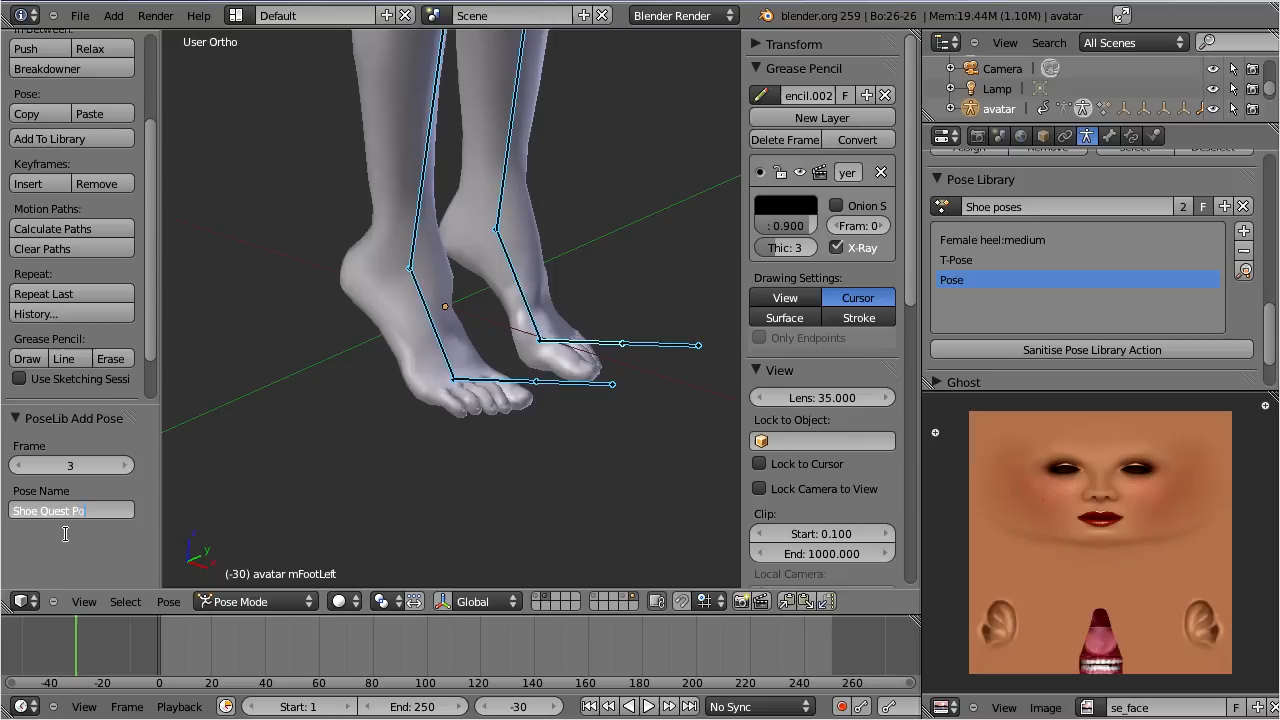 File Add Render Help Default Scene Blender Render blender.org 259 | Bo:26-26 | Mem:19.44M (1.10M) | avatar
In-Between:
Push Relax
Breakdowner
Pose:
Copy Paste
Add To Library
Keyframes:
Insert Remove
Motion Paths:
Calculate Paths
Clear Paths
Repeat:
Repeat Last
History...
Grease Pencil:
Draw Line Erase
Use Sketching Sessi
PoseLib Add Pose
Frame
3
Pose Name
Shoe Quest Po
User Ortho
(-30) avatar mFootLeft
Transform
Grease Pencil
encil.002 F
New Layer
Delete Frame Convert
yer
Onion S
: 0.900 Fram: 0
Thic: 3 X-Ray
Drawing Settings:
View Cursor
Surface Stroke
Only Endpoints
View
Lens: 35.000
Lock to Object:
Lock to Cursor
Lock Camera to View
Clip:
Start: 0.100
End: 1000.000
Local Camera:
View Search All Scenes
Camera
Lamp
avatar
Assign Remove Select Deselect
Pose Library
Shoe poses 2 F
Female heel:medium
T-Pose
Pose
Sanitise Pose Library Action
Ghost
View Select Pose Pose Mode Global
-40 -20 0 20 40 60 80 100 120 140 160 180 200 220 240 260
View Frame Playback Start: 1 End: 250 -30 No Sync
View Image se_face F